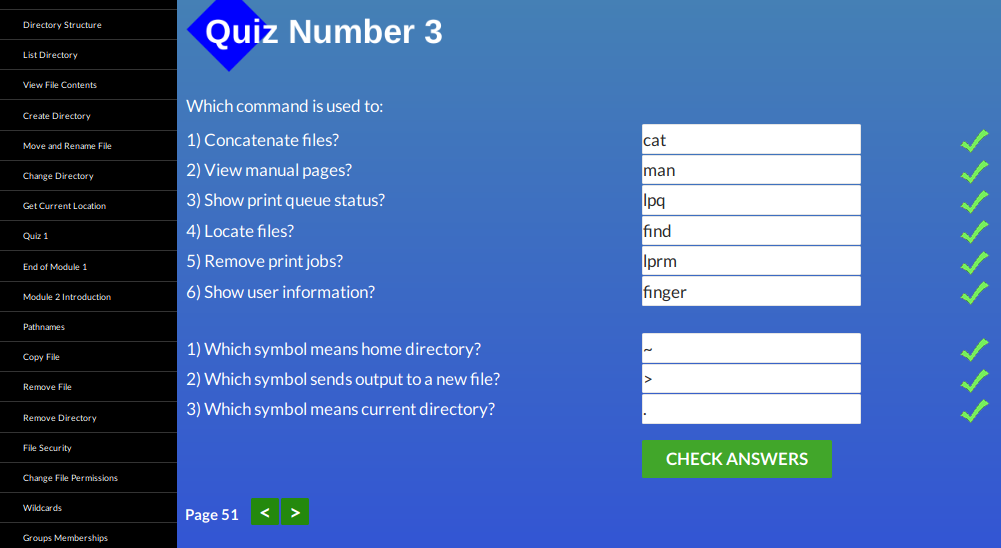 Directory Structure
List Directory
View File Contents
Create Directory
Move and Rename File
Change Directory
Get Current Location
Quiz 1
End of Module 1
Module 2 Introduction
Pathnames
Copy File
Remove File
Remove Directory
File Security
Change File Permissions
Wildcards
Groups Memberships
Quiz Number 3
Which command is used to:
1) Concatenate files? cat
2) View manual pages? man
3) Show print queue status? lpq
4) Locate files? find
5) Remove print jobs? lprm
6) Show user information? finger
1) Which symbol means home directory? ~
2) Which symbol sends output to a new file? >
3) Which symbol means current directory? .
CHECK ANSWERS
Page 51 < >